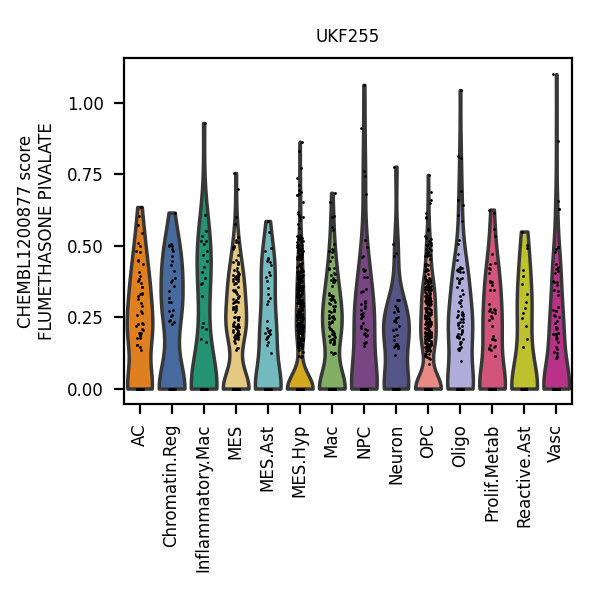 UKF255
CHEMBL1200877 score
FLUMETHASONE PIVALATE
1.00
0.75
0.50
0.25
0.00
AC
Chromatin.Reg
Inflammatory.Mac
MES
MES.Ast
MES.Hyp
Mac
NPC
Neuron
OPC
Oligo
Prolif.Metab
Reactive.Ast
Vasc